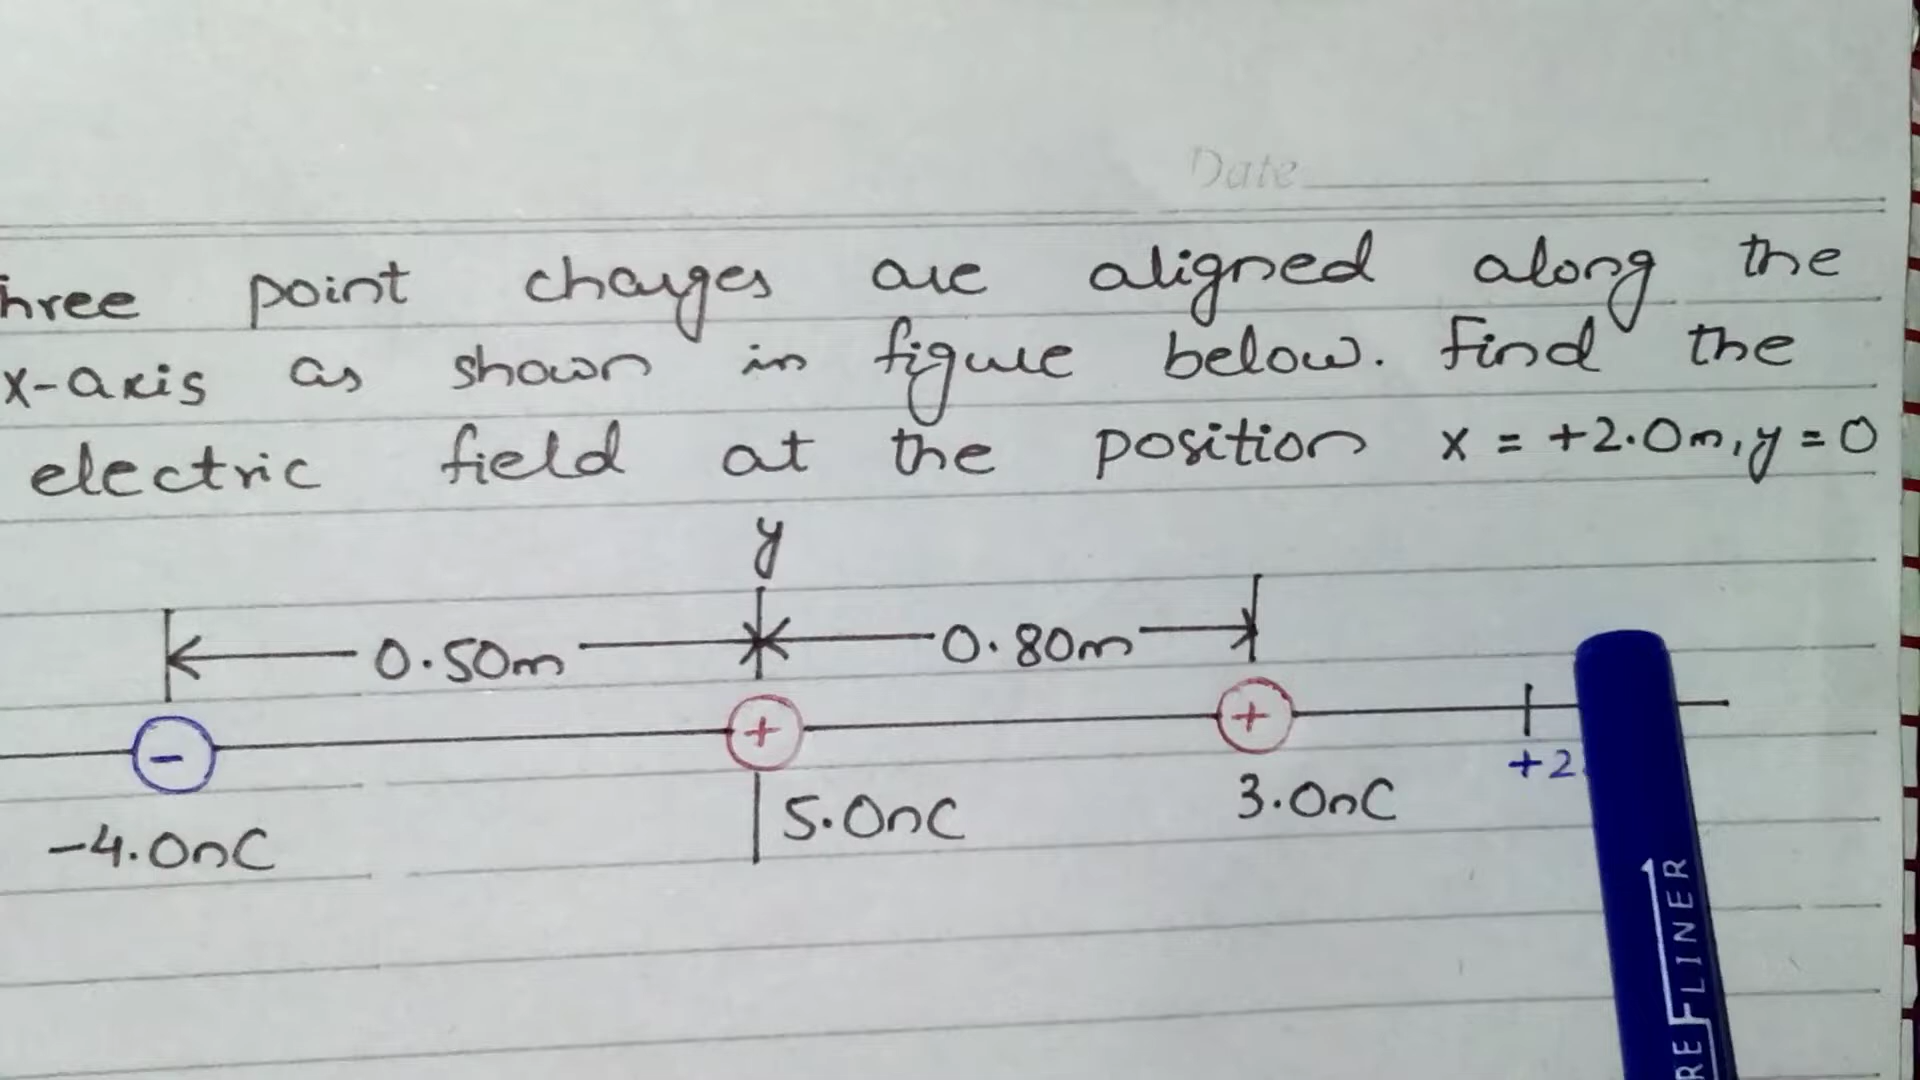 Date
hree point charges are aligned along the
x-axis as shown in figure below. Find the
electric field at the position x = +2.0m, y = 0
y
0.50m 0.80m
- + +
+2
-4.0nC 5.0nC 3.0nC
REFLINER